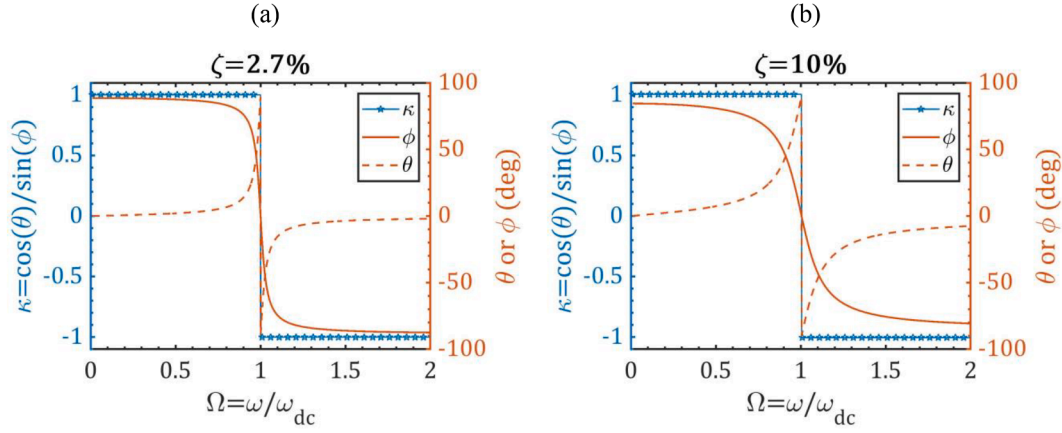 (a)
ζ=2.7%
κ=cos(θ)/sin(ϕ)
1
0.5
0
-0.5
-1
100
50
0
-50
-100
θ or ϕ (deg)
κ
ϕ
θ
0
0.5
1
1.5
2
Ω=ω/ω_dc
(b)
ζ=10%
κ=cos(θ)/sin(ϕ)
1
0.5
0
-0.5
-1
100
50
0
-50
-100
θ or ϕ (deg)
κ
ϕ
θ
0
0.5
1
1.5
2
Ω=ω/ω_dc